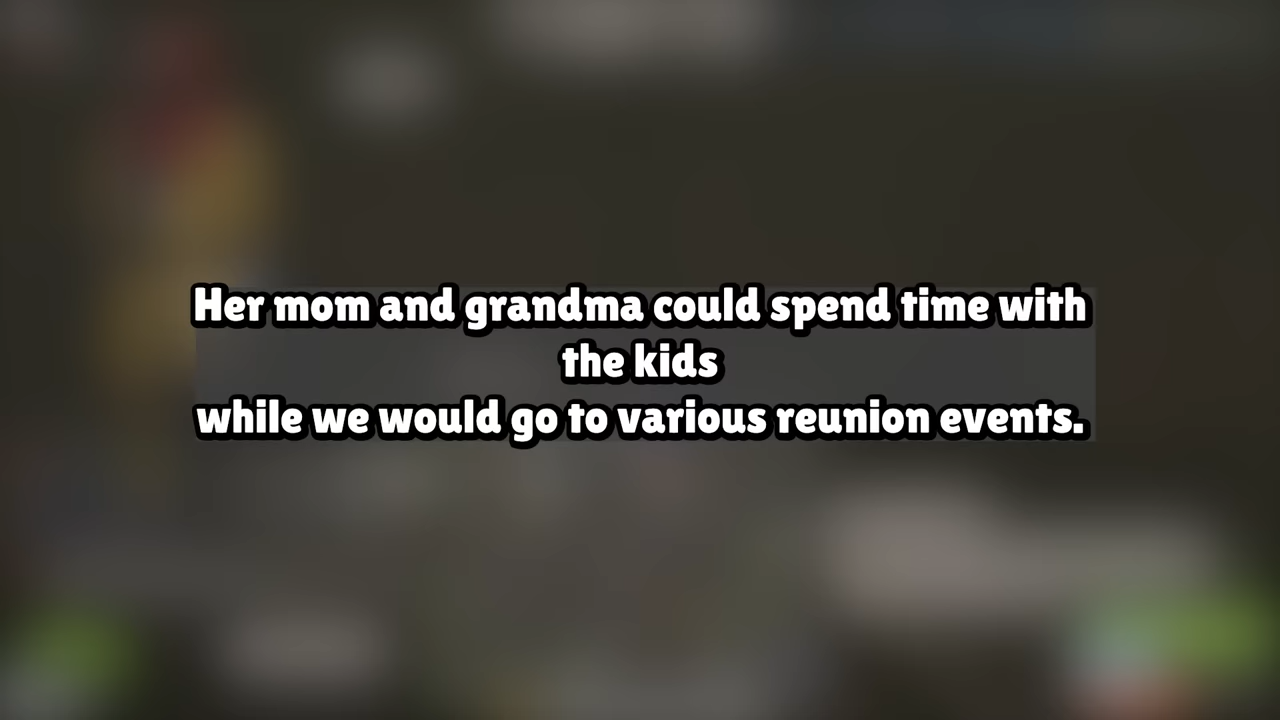 Her mom and grandma could spend time with
the kids
while we would go to various reunion events.